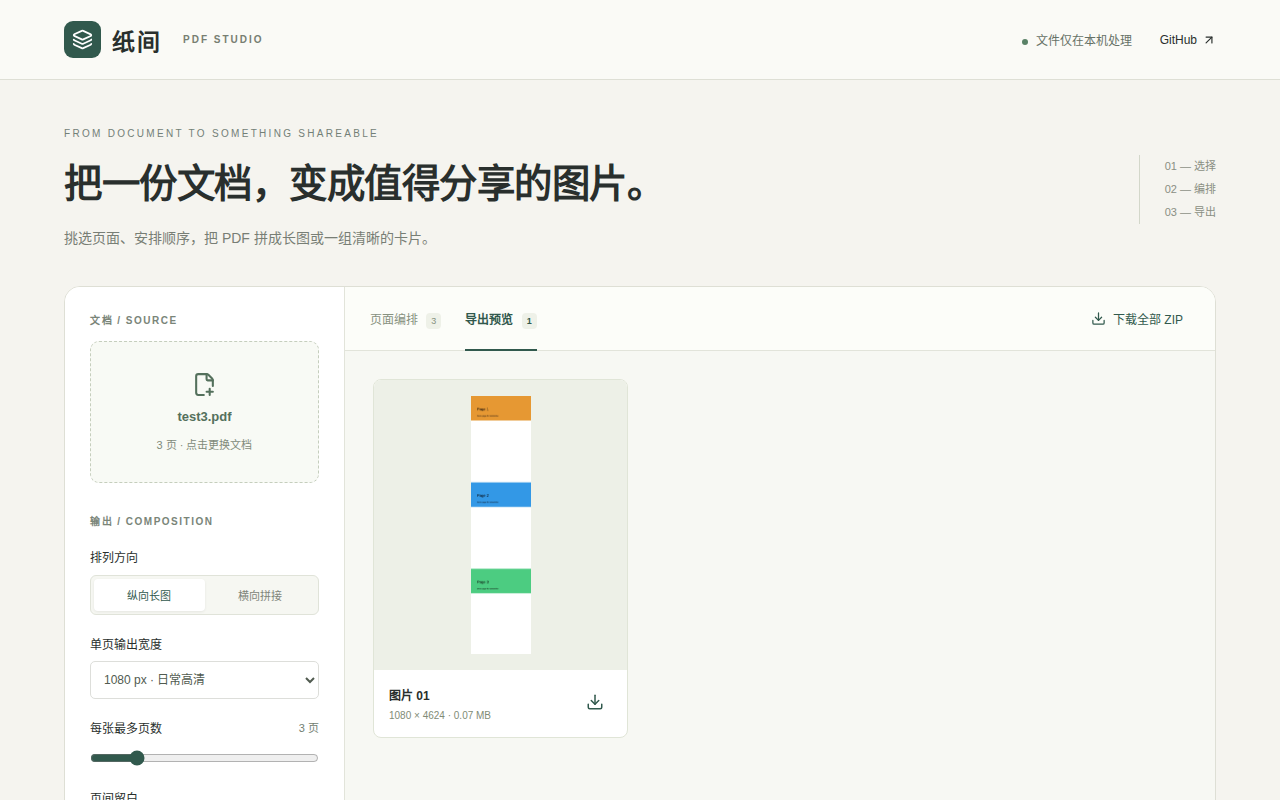 纸间
PDF STUDIO
文件仅在本机处理
GitHub
FROM DOCUMENT TO SOMETHING SHAREABLE
把一份文档，变成值得分享的图片。
挑选页面、安排顺序，把 PDF 拼成长图或一组清晰的卡片。
01 — 选择
02 — 编排
03 — 导出
文档 / SOURCE
test3.pdf
3 页 · 点击更换文档
输出 / COMPOSITION
排列方向
纵向长图 横向拼接
单页输出宽度
1080 px · 日常高清
每张最多页数 3 页
页间留白
页面编排 3 导出预览 1
下载全部 ZIP
Page 1
Page 2
Page 3
图片 01
1080 × 4624 · 0.07 MB